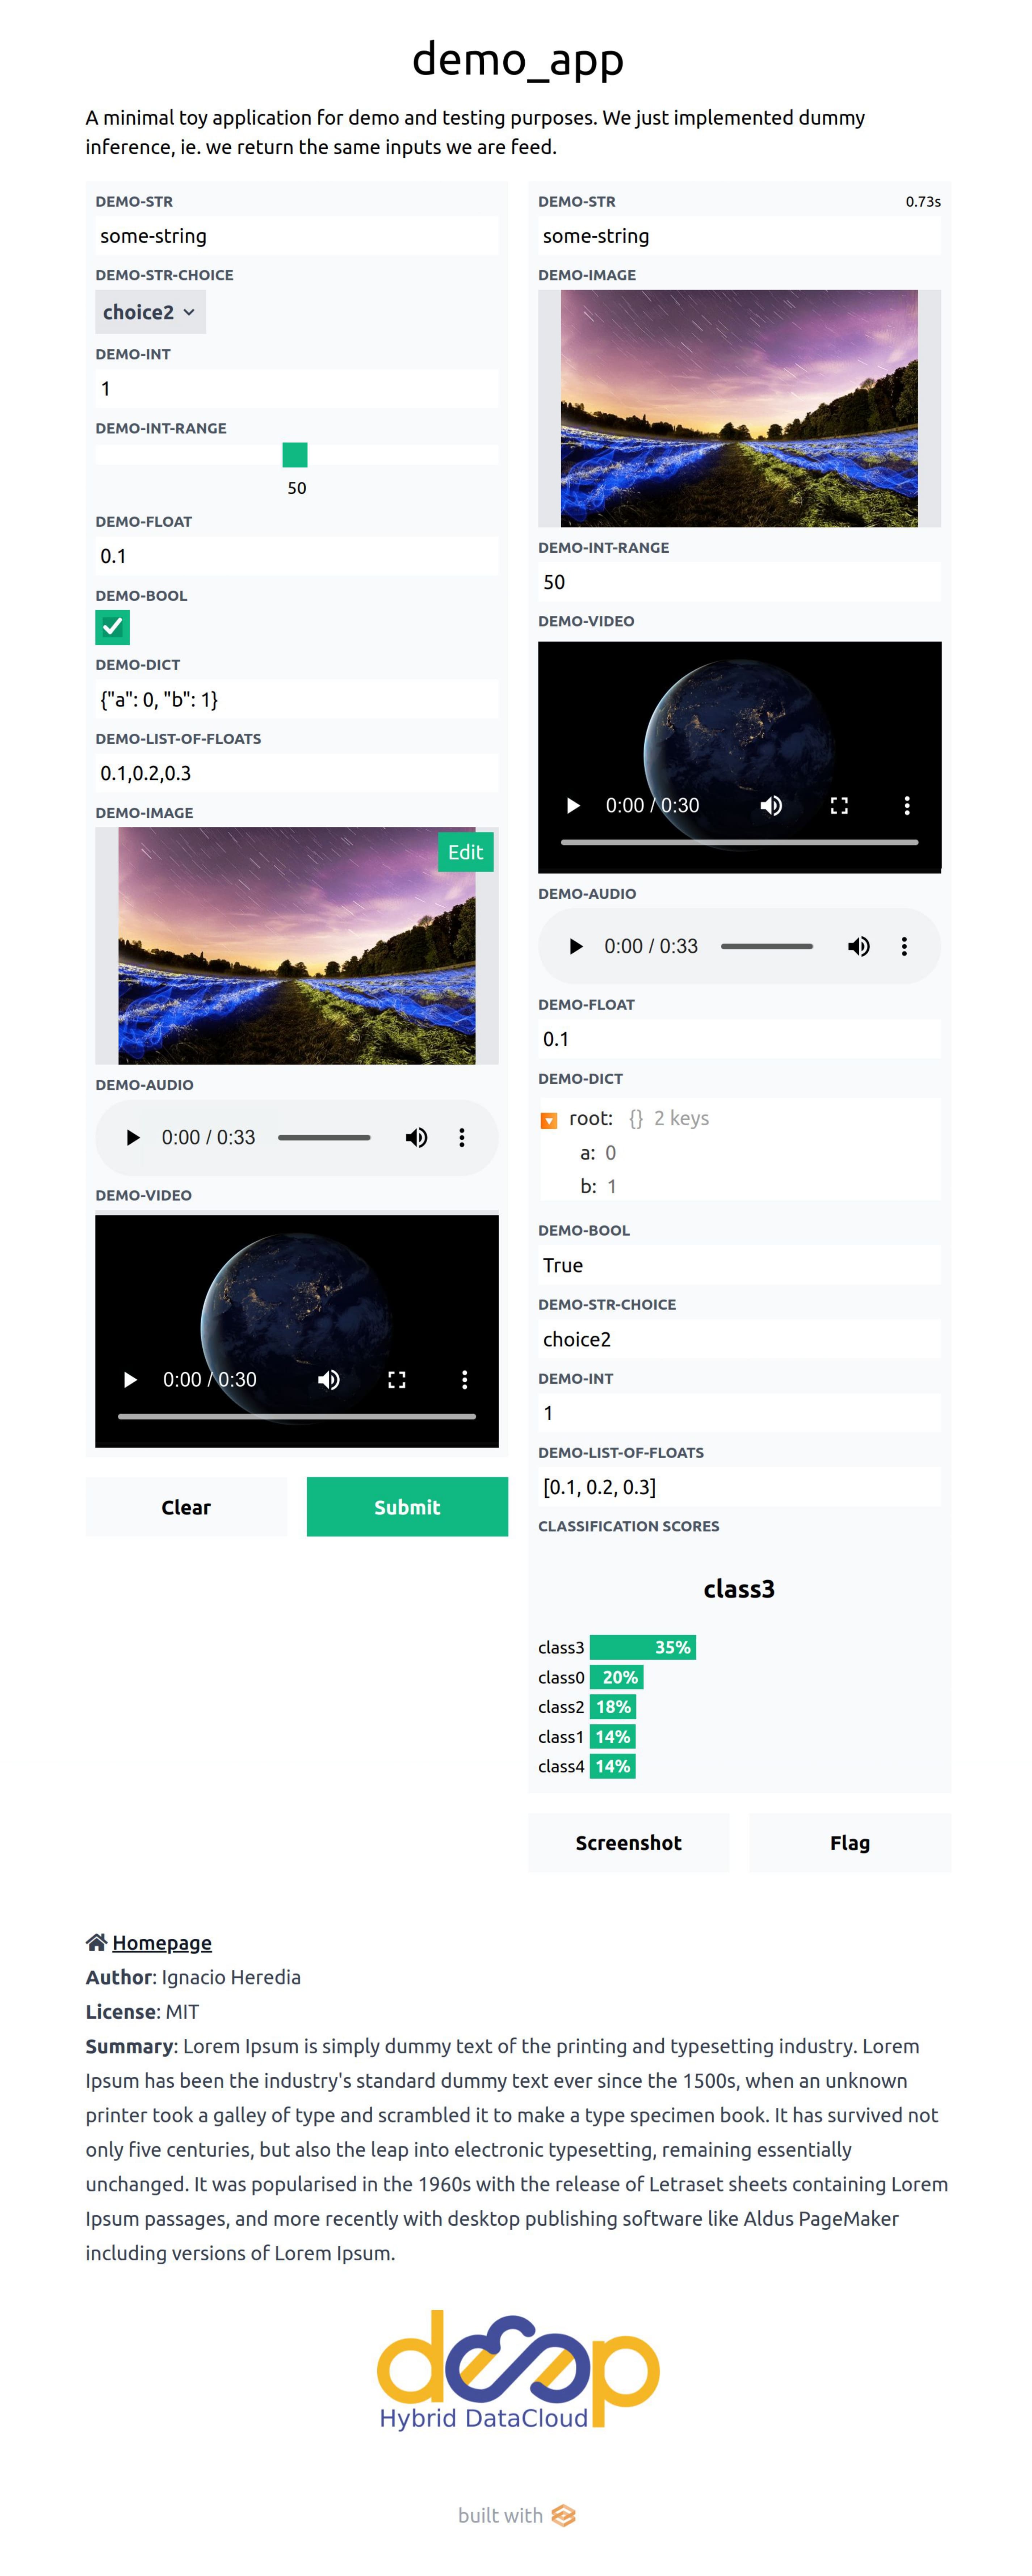 demo_app
A minimal toy application for demo and testing purposes. We just implemented dummy
inference, ie. we return the same inputs we are feed.
DEMO-STR
some-string
DEMO-STR-CHOICE
choice2
DEMO-INT
1
DEMO-INT-RANGE
50
DEMO-FLOAT
0.1
DEMO-BOOL
DEMO-DICT
{"a": 0, "b": 1}
DEMO-LIST-OF-FLOATS
0.1,0.2,0.3
DEMO-IMAGE
Edit
DEMO-AUDIO
0:00 / 0:33
DEMO-VIDEO
0:00 / 0:30
Clear
Submit
DEMO-STR
0.73s
some-string
DEMO-IMAGE
DEMO-INT-RANGE
50
DEMO-VIDEO
0:00 / 0:30
DEMO-AUDIO
0:00 / 0:33
DEMO-FLOAT
0.1
DEMO-DICT
root: {} 2 keys
a: 0
b: 1
DEMO-BOOL
True
DEMO-STR-CHOICE
choice2
DEMO-INT
1
DEMO-LIST-OF-FLOATS
[0.1, 0.2, 0.3]
CLASSIFICATION SCORES
class3
class3 35%
class0 20%
class2 18%
class1 14%
class4 14%
Screenshot
Flag
Homepage
Author: Ignacio Heredia
License: MIT
Summary: Lorem Ipsum is simply dummy text of the printing and typesetting industry. Lorem
Ipsum has been the industry's standard dummy text ever since the 1500s, when an unknown
printer took a galley of type and scrambled it to make a type specimen book. It has survived not
only five centuries, but also the leap into electronic typesetting, remaining essentially
unchanged. It was popularised in the 1960s with the release of Letraset sheets containing Lorem
Ipsum passages, and more recently with desktop publishing software like Aldus PageMaker
including versions of Lorem Ipsum.
deep
Hybrid DataCloud
built with